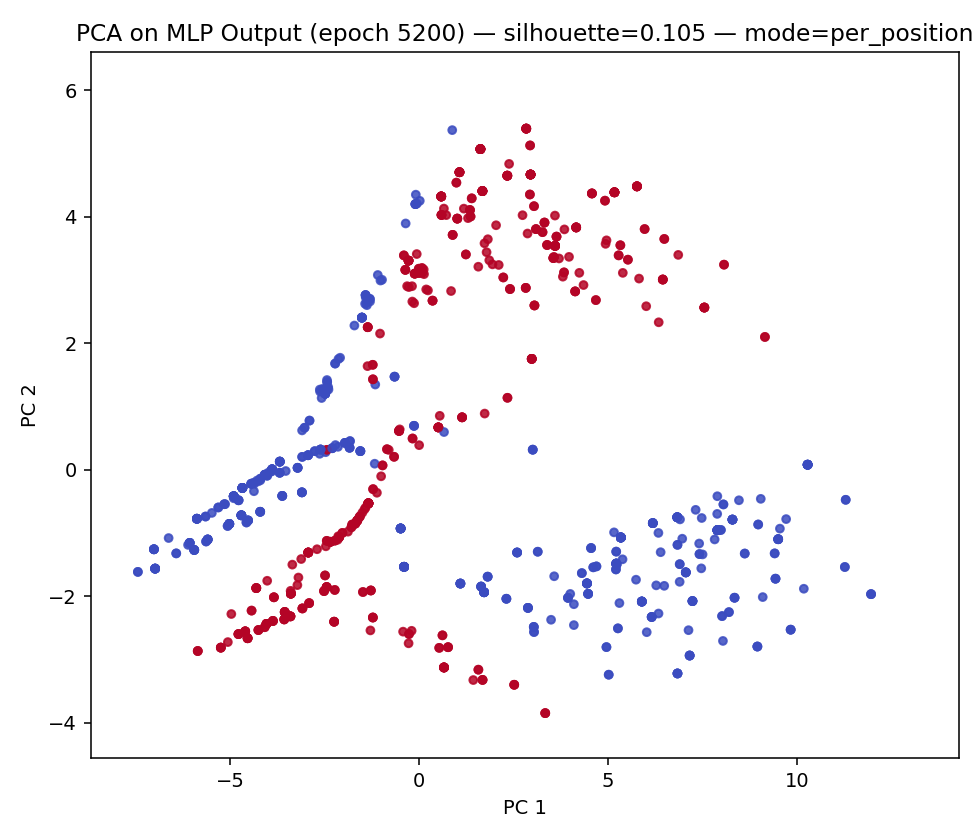 PCA on MLP Output (epoch 5200) — silhouette=0.105 — mode=per_position
6
4
2
0
−2
−4
PC 2
−5 0 5 10
PC 1